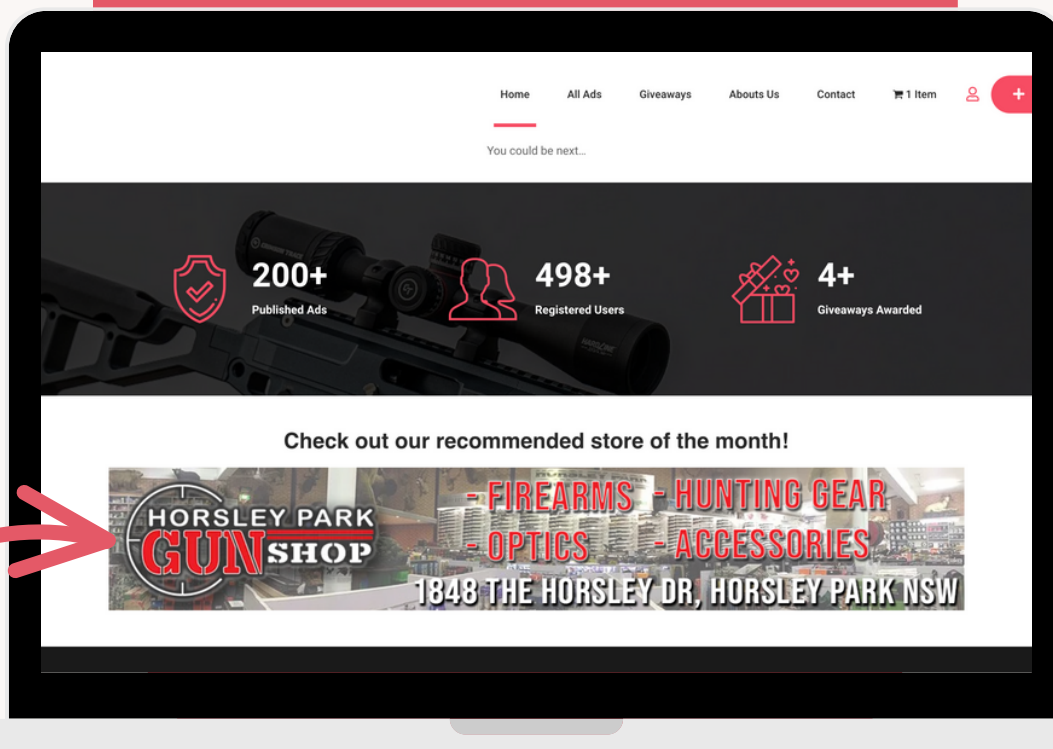 Home All Ads Giveaways Abouts Us Contact 1 Item +
You could be next...
200+ 498+ 4+
Published Ads Registered Users Giveaways Awarded
Check out our recommended store of the month!
HORSLEY PARK
GUN SHOP
- FIREARMS - HUNTING GEAR
- OPTICS - ACCESSORIES
1848 THE HORSLEY DR, HORSLEY PARK NSW